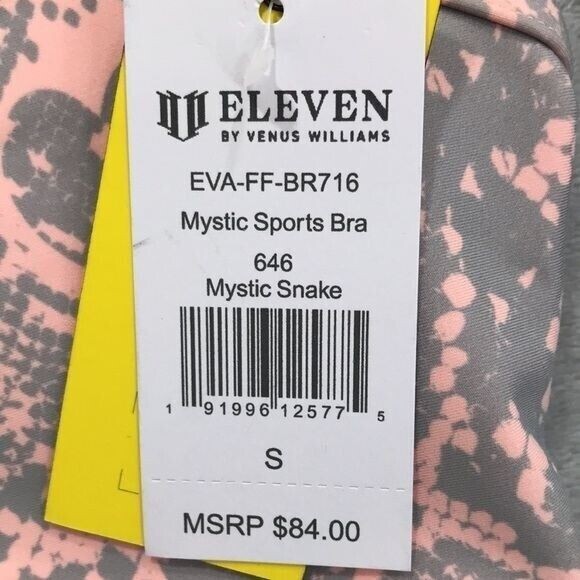 ELEVEN
BY VENUS WILLIAMS
EVA-FF-BR716
Mystic Sports Bra
646
Mystic Snake
1 91996 12577 5
S
MSRP $84.00